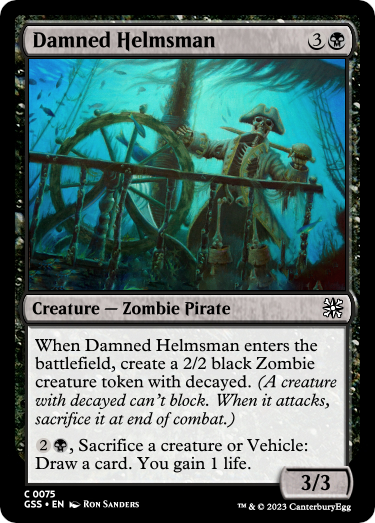 Damned Helmsman 3
Creature — Zombie Pirate
When Damned Helmsman enters the
battlefield, create a 2/2 black Zombie
creature token with decayed. (A creature
with decayed can't block. When it attacks,
sacrifice it at end of combat.)
2, Sacrifice a creature or Vehicle:
Draw a card. You gain 1 life.
3/3
C 0075
GSS • EN Ron Sanders
™ & © 2023 CanterburyEgg